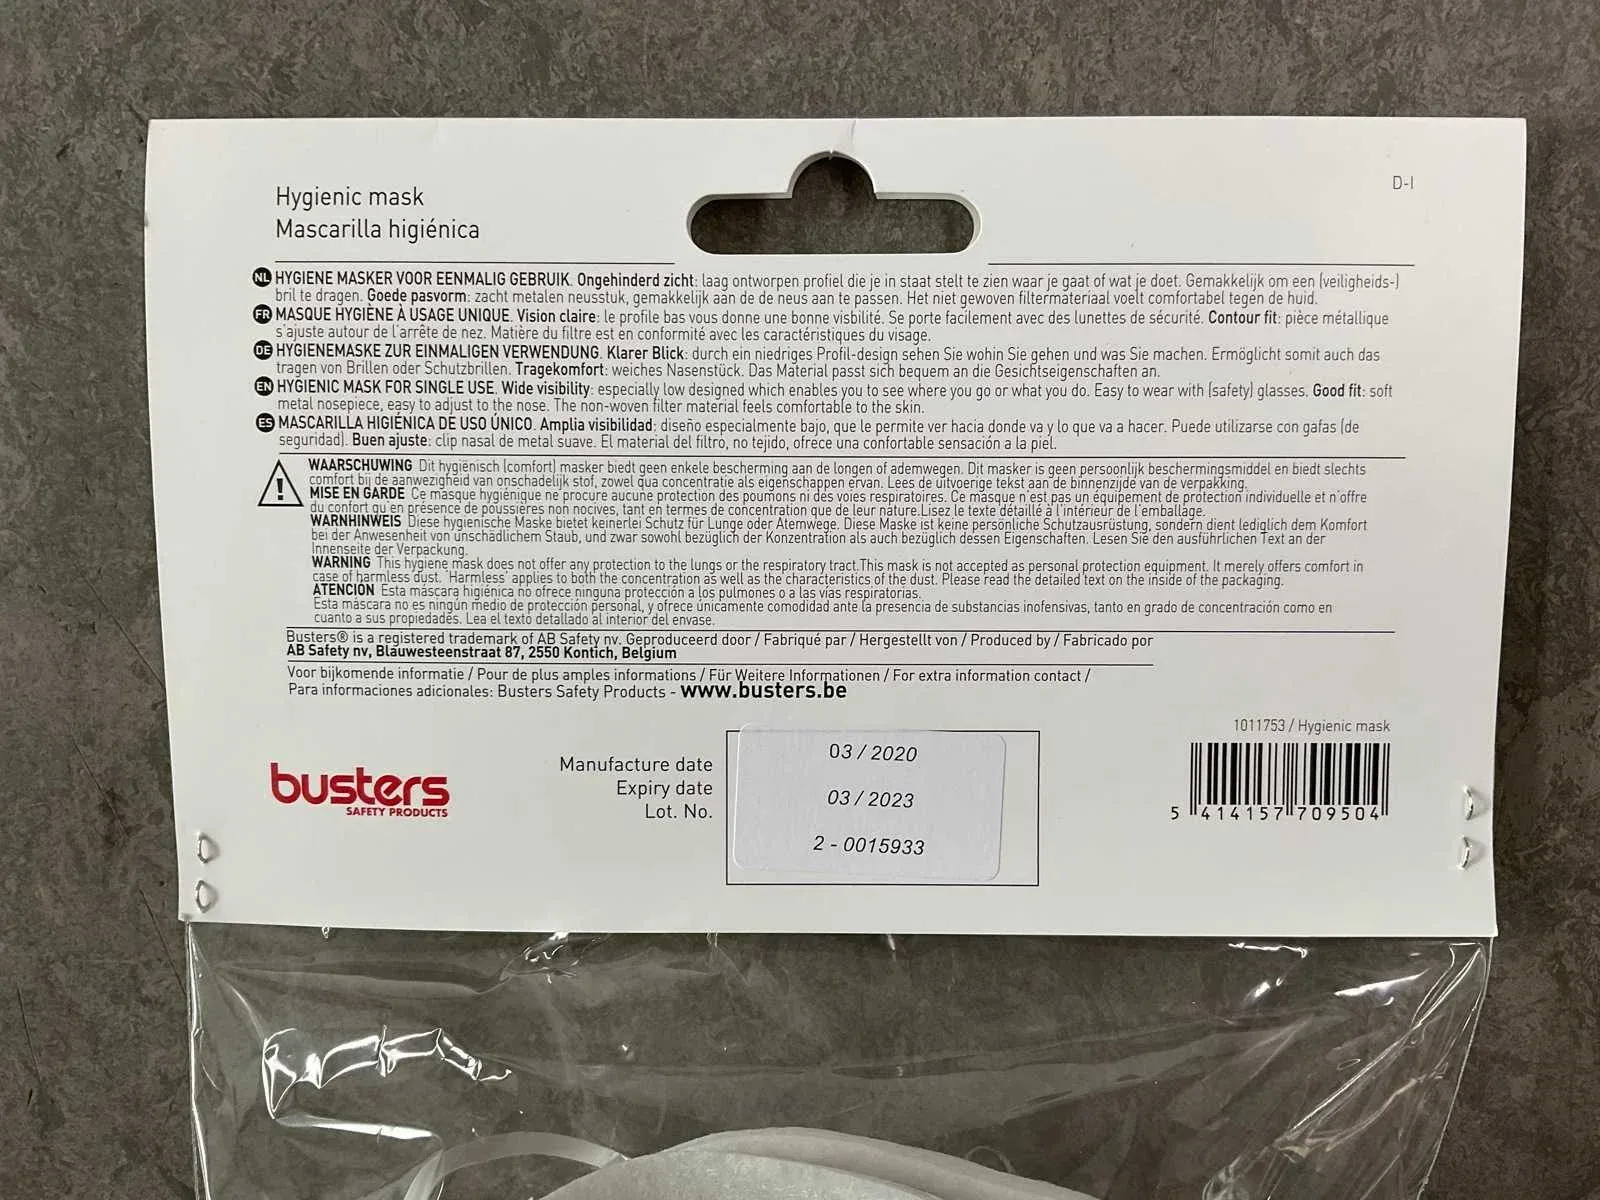 D-I
Hygienic mask
Mascarilla higiénica
NL HYGIENE MASKER VOOR EENMALIG GEBRUIK. Ongehinderd zicht: laag ontworpen profiel die je in staat stelt te zien waar je gaat of wat je doet. Gemakkelijk om een (veiligheids-)
bril te dragen. Goede pasvorm: zacht metalen neusstuk, gemakkelijk aan de de neus aan te passen. Het niet gewoven filtermateriaal voelt comfortabel tegen de huid.
FR MASQUE HYGIÈNE À USAGE UNIQUE. Vision claire: le profile bas vous donne une bonne visbilité. Se porte facilement avec des lunettes de sécurité. Contour fit: pièce métallique
s'ajuste autour de l'arrête de nez. Matière du filtre est en conformité avec les caractéristiques du visage.
DE HYGIENEMASKE ZUR EINMALIGEN VERWENDUNG. Klarer Blick: durch ein niedriges Profil-design sehen Sie wohin Sie gehen und was Sie machen. Ermöglicht somit auch das
tragen von Brillen oder Schutzbrillen. Tragekomfort: weiches Nasenstück. Das Material passt sich bequem an die Gesichtseigenschaften an.
EN HYGIENIC MASK FOR SINGLE USE. Wide visibility: especially low designed which enables you to see where you go or what you do. Easy to wear with (safety) glasses. Good fit: soft
metal nosepiece, easy to adjust to the nose. The non-woven filter material feels comfortable to the skin.
ES MASCARILLA HIGIÉNICA DE USO ÚNICO. Amplia visibilidad: diseño especialmente bajo, que le permite ver hacia donde va y lo que va a hacer. Puede utilizarse con gafas (de
seguridad). Buen ajuste: clip nasal de metal suave. El material del filtro, no tejido, ofrece una confortable sensación a la piel.
WAARSCHUWING Dit hygiënisch (comfort) masker biedt geen enkele bescherming aan de longen of ademwegen. Dit masker is geen persoonlijk beschermingsmiddel en biedt slechts
comfort bij de aanwezigheid van onschadelijk stof, zowel qua concentratie als eigenschappen ervan. Lees de uitvoerige tekst aan de binnenzijde van de verpakking.
MISE EN GARDE Ce masque hygiénique ne procure aucune protection des poumons ni des voies respiratoires. Ce masque n'est pas un équipement de protection individuelle et n'offre
du confort qu'en présence de poussières non nocives, tant en termes de concentration que de leur nature.Lisez le texte détaillé à l'intérieur de l'emballage.
WARNHINWEIS Diese hygienische Maske bietet keinerlei Schutz für Lunge oder Atemwege. Diese Maske ist keine persönliche Schutzausrüstung, sondern dient lediglich dem Komfort
bei der Anwesenheit von unschädlichem Staub, und zwar sowohl bezüglich der Konzentration als auch bezüglich dessen Eigenschaften. Lesen Sie den ausführlichen Text an der
Innenseite der Verpackung.
WARNING This hygiene mask does not offer any protection to the lungs or the respiratory tract.This mask is not accepted as personal protection equipment. It merely offers comfort in
case of harmless dust. 'Harmless' applies to both the concentration as well as the characteristics of the dust. Please read the detailed text on the inside of the packaging.
ATENCIÓN Esta máscara higiénica no ofrece ninguna protección a los pulmones o a las vías respiratorias.
Esta máscara no es ningún medio de protección personal, y ofrece únicamente comodidad ante la presencia de substancias inofensivas, tanto en grado de concentración como en
cuanto a sus propiedades. Lea el texto detallado al interior del envase.
Busters® is a registered trademark of AB Safety nv. Geproduceerd door / Fabriqué par / Hergestellt von / Produced by / Fabricado por
AB Safety nv, Blauwesteenstraat 87, 2550 Kontich, Belgium
Voor bijkomende informatie / Pour de plus amples informations / Für Weitere Informationen / For extra information contact /
Para informaciones adicionales: Busters Safety Products - www.busters.be
1011753 / Hygienic mask
5 414157 709504
busters
SAFETY PRODUCTS
Manufacture date 03 / 2020
Expiry date 03 / 2023
Lot. No. 2 - 0015933